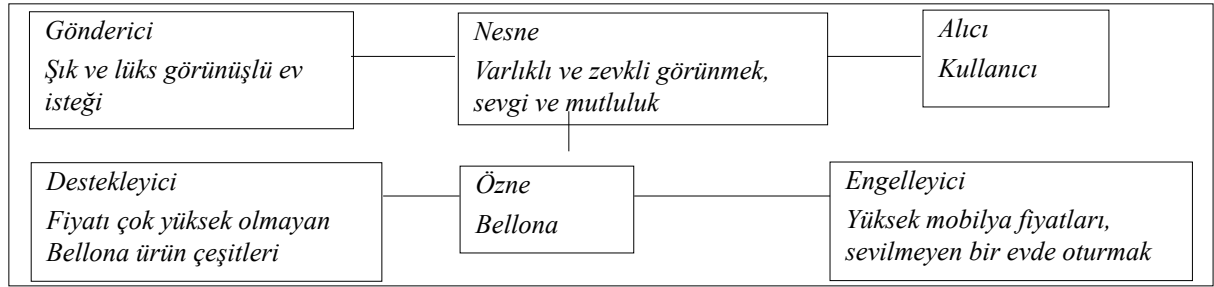 Gönderici
Şık ve lüks görünüşlü ev
isteği
Nesne
Varlıklı ve zevkli görünmek,
sevgi ve mutluluk
Alıcı
Kullanıcı
Destekleyici
Fiyatı çok yüksek olmayan
Bellona ürün çeşitleri
Özne
Bellona
Engelleyici
Yüksek mobilya fiyatları,
sevilmeyen bir evde oturmak